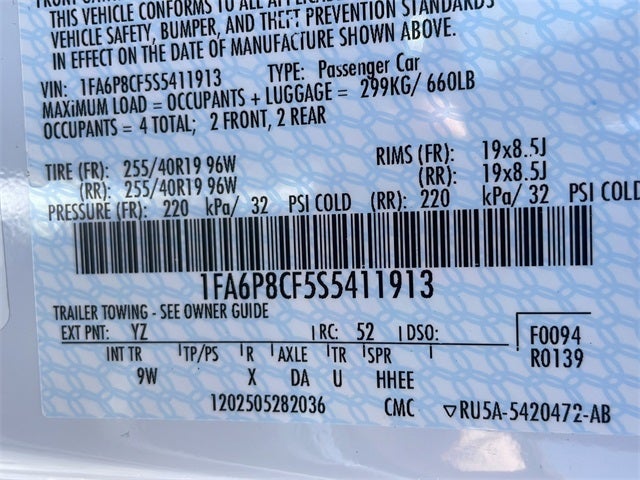 THIS VEHICLE CONFORMS TO ALL
VEHICLE SAFETY, BUMPER, AND THEFT PREVENTION STANDARDS
IN EFFECT ON THE DATE OF MANUFACTURE SHOWN ABOVE.
VIN: 1FA6P8CF5S5411913 TYPE: Passenger Car
MAXIMUM LOAD = OCCUPANTS + LUGGAGE = 299KG/ 660LB
OCCUPANTS = 4 TOTAL; 2 FRONT, 2 REAR
TIRE (FR): 255/40R19 96W RIMS (FR): 19x8.5J
(RR): 255/40R19 96W (RR): 19x8.5J
PRESSURE (FR): 220 kPa/ 32 PSI COLD (RR): 220 kPa/ 32 PSI COLD
1FA6P8CF5S5411913
TRAILER TOWING - SEE OWNER GUIDE
EXT PNT: YZ RC: 52 DSO: F0094
INT TR TP/PS R AXLE TR SPR R0139
9W X DA U HHEE
1202505282036 CMC ▽RU5A-5420472-AB